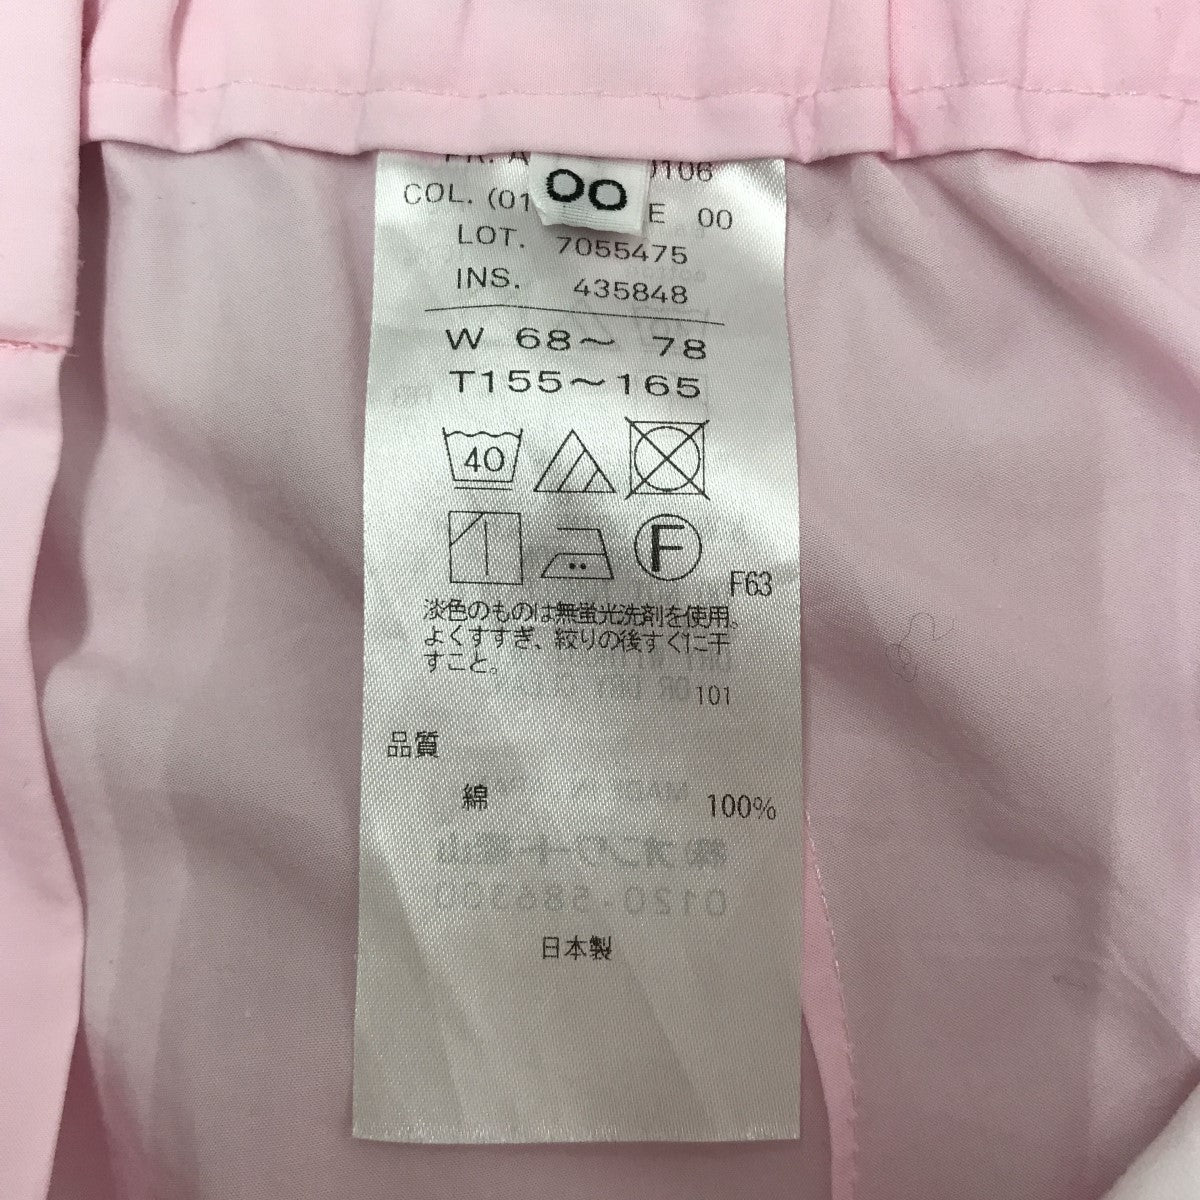 00
COL. (01 E 00
LOT. 7055475
INS. 435848
W 68～ 78
T155～165
40
F
F63
淡色のものは無蛍光洗剤を使用。
よくすすぎ、絞りの後すぐに干
すこと。
101
品質
綿 100%
日本製